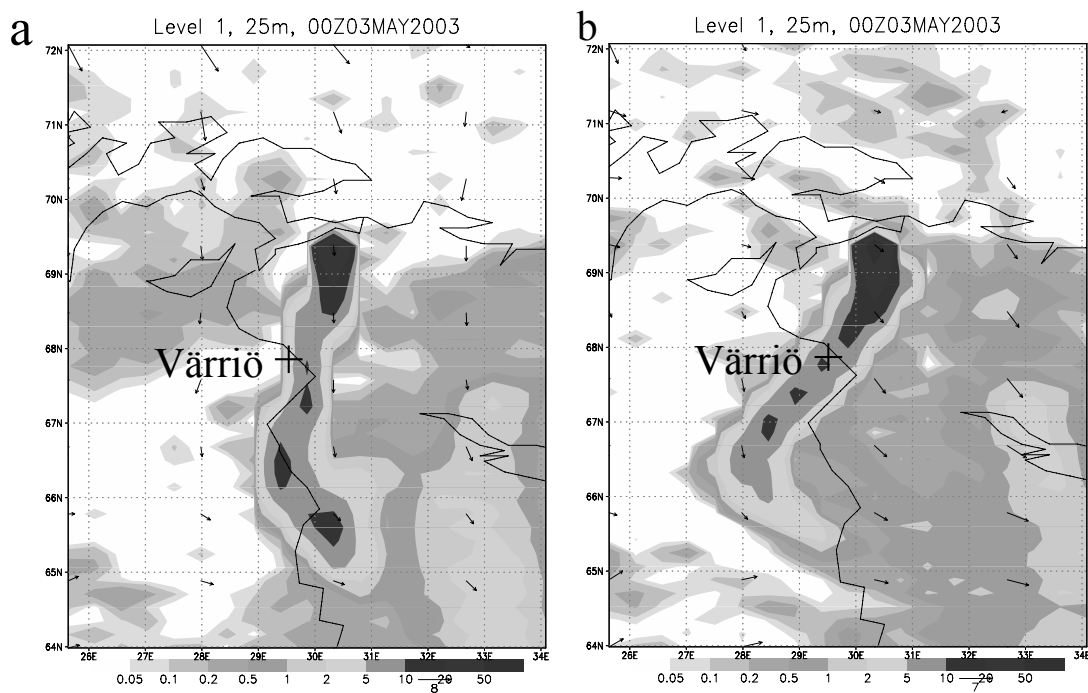 a
Level 1, 25m, 00Z03MAY2003
72N
71N
70N
69N
68N
67N
66N
65N
64N
Värriö
26E 27E 28E 29E 30E 31E 32E 33E 34E
0.05 0.1 0.2 0.5 1 2 5 10 20 50
8
b
Level 1, 25m, 00Z03MAY2003
72N
71N
70N
69N
68N
67N
66N
65N
64N
Värriö
26E 27E 28E 29E 30E 31E 32E 33E 34E
0.05 0.1 0.2 0.5 1 2 5 10 20 50
7